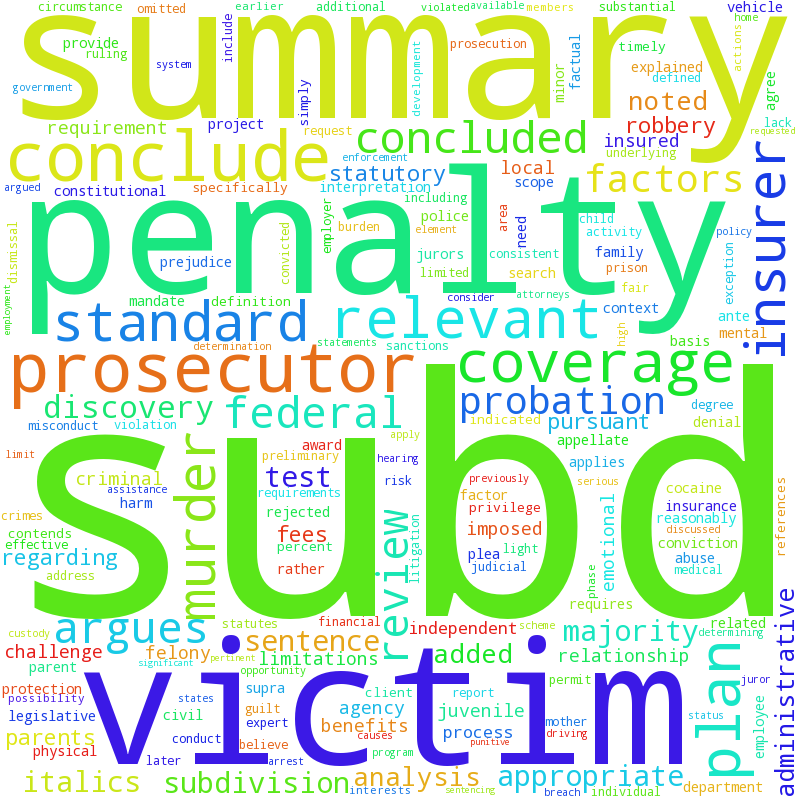 circumstance omitted earlier violated available members substantial vehicle
summary
provide ruling system include additional prosecution timely home
government simply development minor factual explained defined actions agree
requirement project request noted robbery lack requested
conclude concluded insured underlying
enforcement
argued constitutional specifically statutory interpretation local scope factors insurer
penalty
dismissal prejudice convicted employer including police burden element jurors limited area need consistent search child activity family prison fair policy exception
employment mandate definition consider attorneys context ante
standard relevant high mental
determination statements sanctions basis
prosecutor coverage
discovery federal probation degree
misconduct violation indicated pursuant denial
limit award apply appellate
murder preliminary hearing
criminal test risk factor previously serious applies cocaine
assistance harm requirements privilege insurance references
crimes rejected fees imposed reasonably discussed
contends percent light conviction
effective rather plea abuse
regarding review litigation judicial emotional medical
address phase
subd
requires
statutes financial scheme related
argues independent majority determining administrative
custody
challenge felony sentence added relationship
parent significant pertinent limitations opportunity
victim plan
protection supra client report permit juror
possibility states guilt agency juvenile mother status employee
legislative civil expert benefits process driving
parents conduct believe causes punitive
physical later arrest program
italics subdivision analysis appropriate department
interests sentencing breach individual